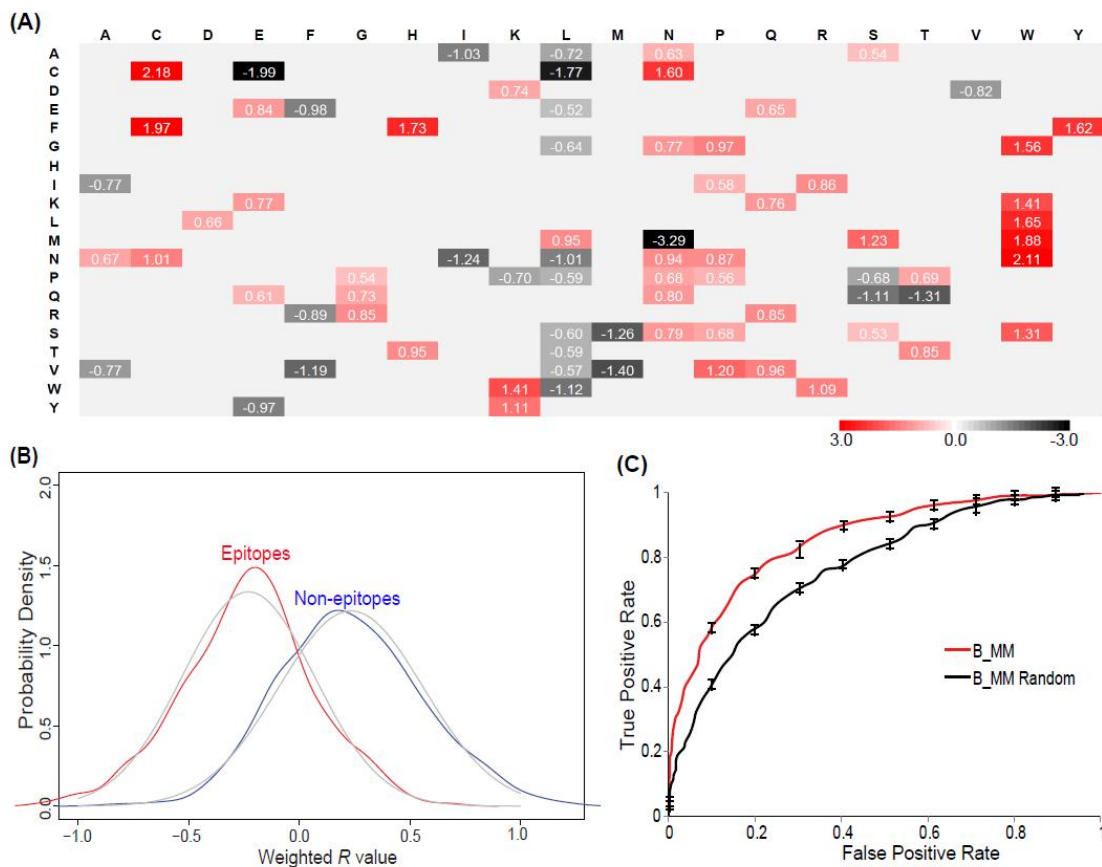 (A)
A C D E F G H I K L M N P Q R S T V W Y
A -1.03 -0.72 0.63 0.54
C 2.18 -1.99 -1.77 1.60
D 0.74 -0.82
E 0.84 -0.98 -0.52 0.65
F 1.97 1.73 1.62
G -0.64 0.77 0.97 1.56
H
I -0.77 0.58 0.86
K 0.77 0.76 1.41
L 0.66 1.65
M 0.95 -3.29 1.23 1.88
N 0.67 1.01 -1.24 -1.01 0.94 0.87 2.11
P 0.54 -0.70 -0.59 0.66 0.56 -0.68 0.69
Q 0.61 0.73 0.80 -1.11 -1.31
R -0.89 0.85 0.85
S -0.60 -1.26 0.79 0.68 0.53 1.31
T 0.95 -0.59 0.85
V -0.77 -1.19 -0.57 -1.40 1.20 0.96
W 1.41 -1.12 1.09
Y -0.97 1.11
3.0 0.0 -3.0
(B)
2.0
1.5
1.0
0.5
0.0
Probability Density
Epitopes
Non-epitopes
−1.0 −0.5 0.0 0.5 1.0
Weighted R value
(C)
1
0.8
0.6
0.4
0.2
0
True Positive Rate
B_MM
B_MM Random
0 0.2 0.4 0.6 0.8 1
False Positive Rate